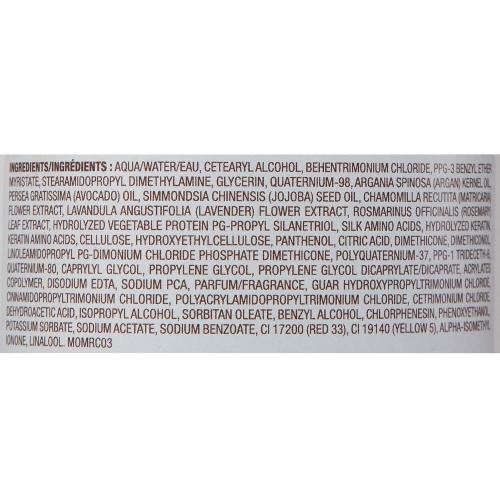 INGREDIENTS/INGRÉDIENTS : AQUA/WATER/EAU, CETEARYL ALCOHOL, BEHENTRIMONIUM CHLORIDE, PPG-3 BENZYL ETHER
MYRISTATE, STEARAMIDOPROPYL DIMETHYLAMINE, GLYCERIN, QUATERNIUM-98, ARGANIA SPINOSA (ARGAN) KERNEL OIL,
PERSEA GRATISSIMA (AVOCADO) OIL, SIMMONDSIA CHINENSIS (JOJOBA) SEED OIL, CHAMOMILLA RECUTITA (MATRICARIA)
FLOWER EXTRACT, LAVANDULA ANGUSTIFOLIA (LAVENDER) FLOWER EXTRACT, ROSMARINUS OFFICINALIS (ROSEMARY)
LEAF EXTRACT, HYDROLYZED VEGETABLE PROTEIN PG-PROPYL SILANETRIOL, SILK AMINO ACIDS, HYDROLYZED KERATIN,
KERATIN AMINO ACIDS, CELLULOSE, HYDROXYETHYLCELLULOSE, PANTHENOL, CITRIC ACID, DIMETHICONE, DIMETHICONOL,
LINOLEAMIDOPROPYL PG-DIMONIUM CHLORIDE PHOSPHATE DIMETHICONE, POLYQUATERNIUM-37, PPG-1 TRIDECETH-6,
QUATERNIUM-80, CAPRYLYL GLYCOL, PROPYLENE GLYCOL, PROPYLENE GLYCOL DICAPRYLATE/DICAPRATE, ACRYLATES
COPOLYMER, DISODIUM EDTA, SODIUM PCA, PARFUM/FRAGRANCE, GUAR HYDROXYPROPYLTRIMONIUM CHLORIDE,
CINNAMIDOPROPYLTRIMONIUM CHLORIDE, POLYACRYLAMIDOPROPYLTRIMONIUM CHLORIDE, CETRIMONIUM CHLORIDE,
DEHYDROACETIC ACID, ISOPROPYL ALCOHOL, SORBITAN OLEATE, BENZYL ALCOHOL, CHLORPHENESIN, PHENOXYETHANOL,
POTASSIUM SORBATE, SODIUM ACETATE, SODIUM BENZOATE, CI 17200 (RED 33), CI 19140 (YELLOW 5), ALPHA-ISOMETHYL
IONONE, LINALOOL. MOMRC03